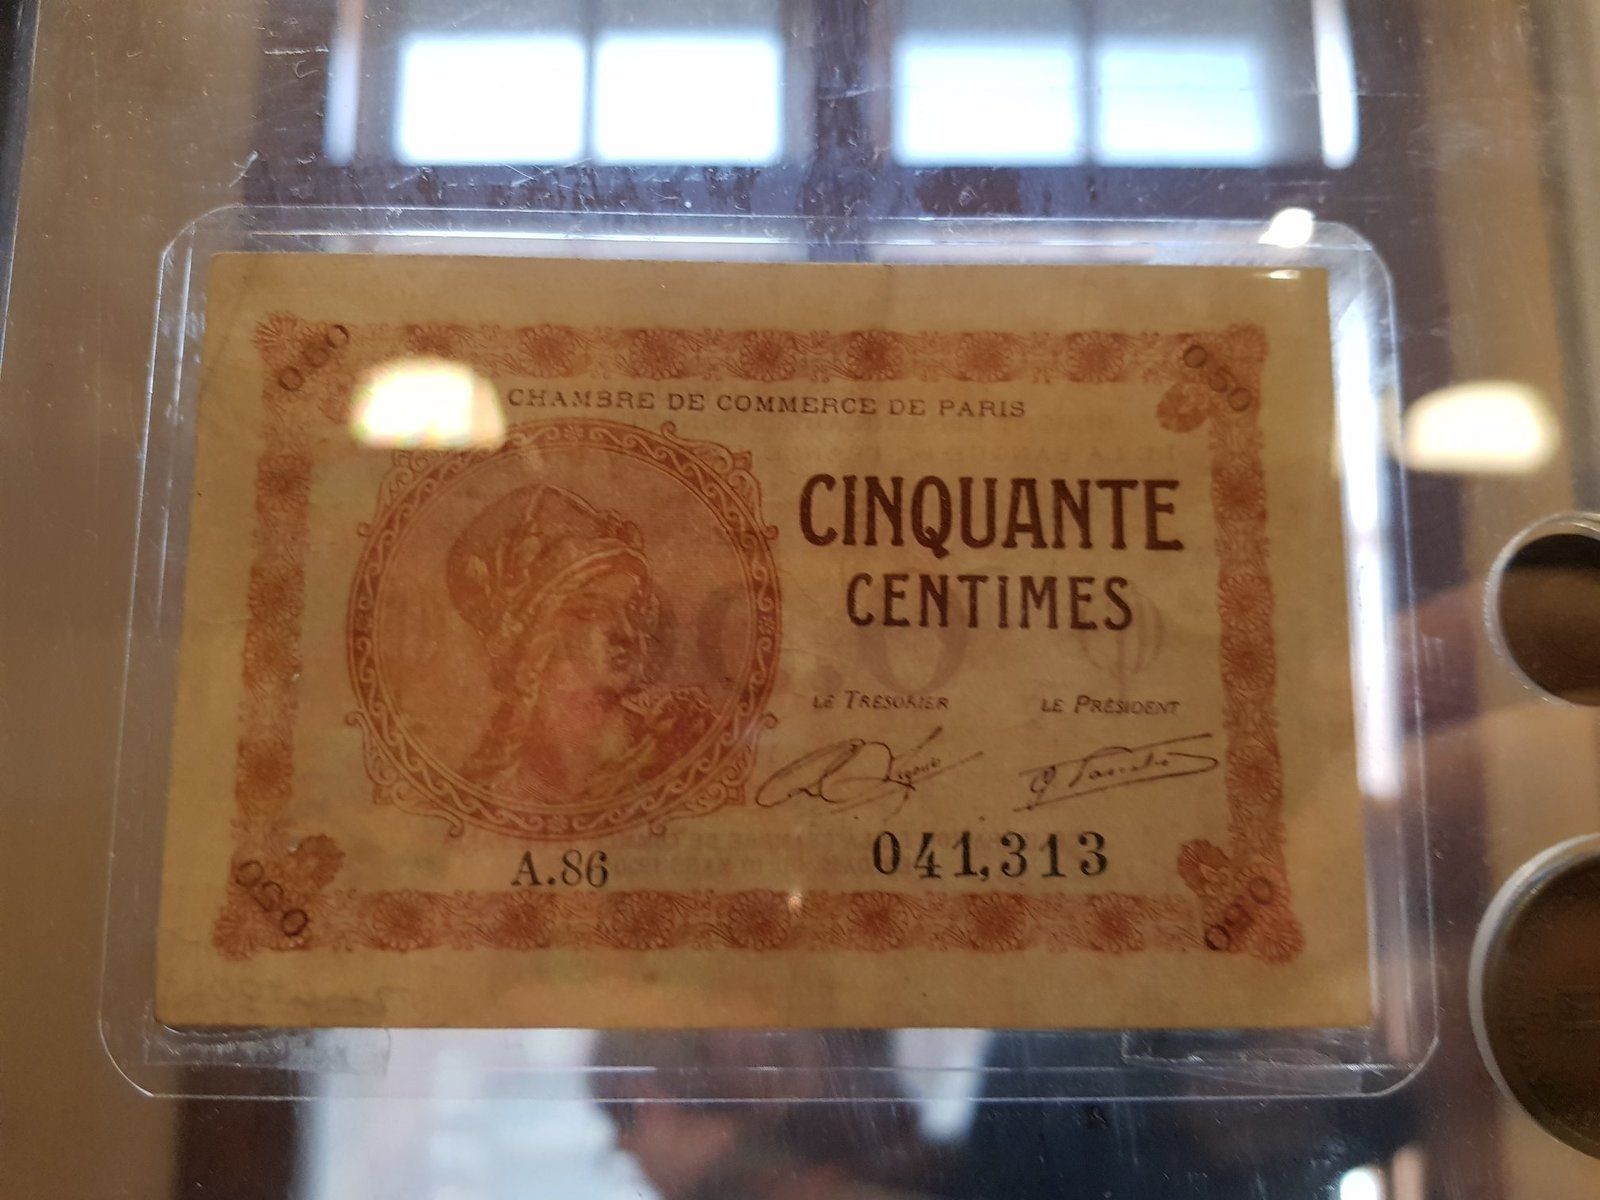 0.50
0.50
CHAMBRE DE COMMERCE DE PARIS
CINQUANTE
CENTIMES
LE TRÉSORIER
LE PRÉSIDENT
A.86
041,313
0.50
0.50